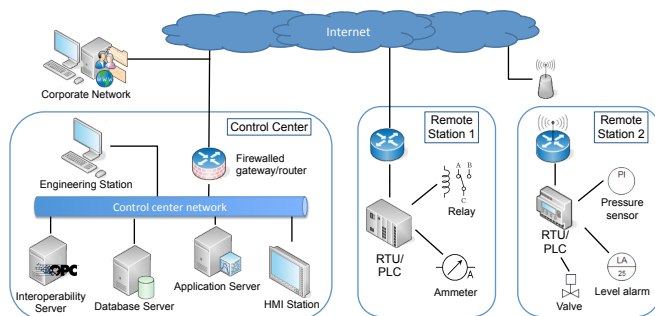 Internet
Corporate Network
Control Center
Remote
Station 1
Remote
Station 2
Engineering Station
Firewalled
gateway/router
Control center network
A
B
C
Relay
PI
Pressure
sensor
RTU/
PLC
RTU/
PLC
OPC
Interoperability
Server
Database Server
Application Server
HMI Station
A
Ammeter
LA
25
Level alarm
Valve